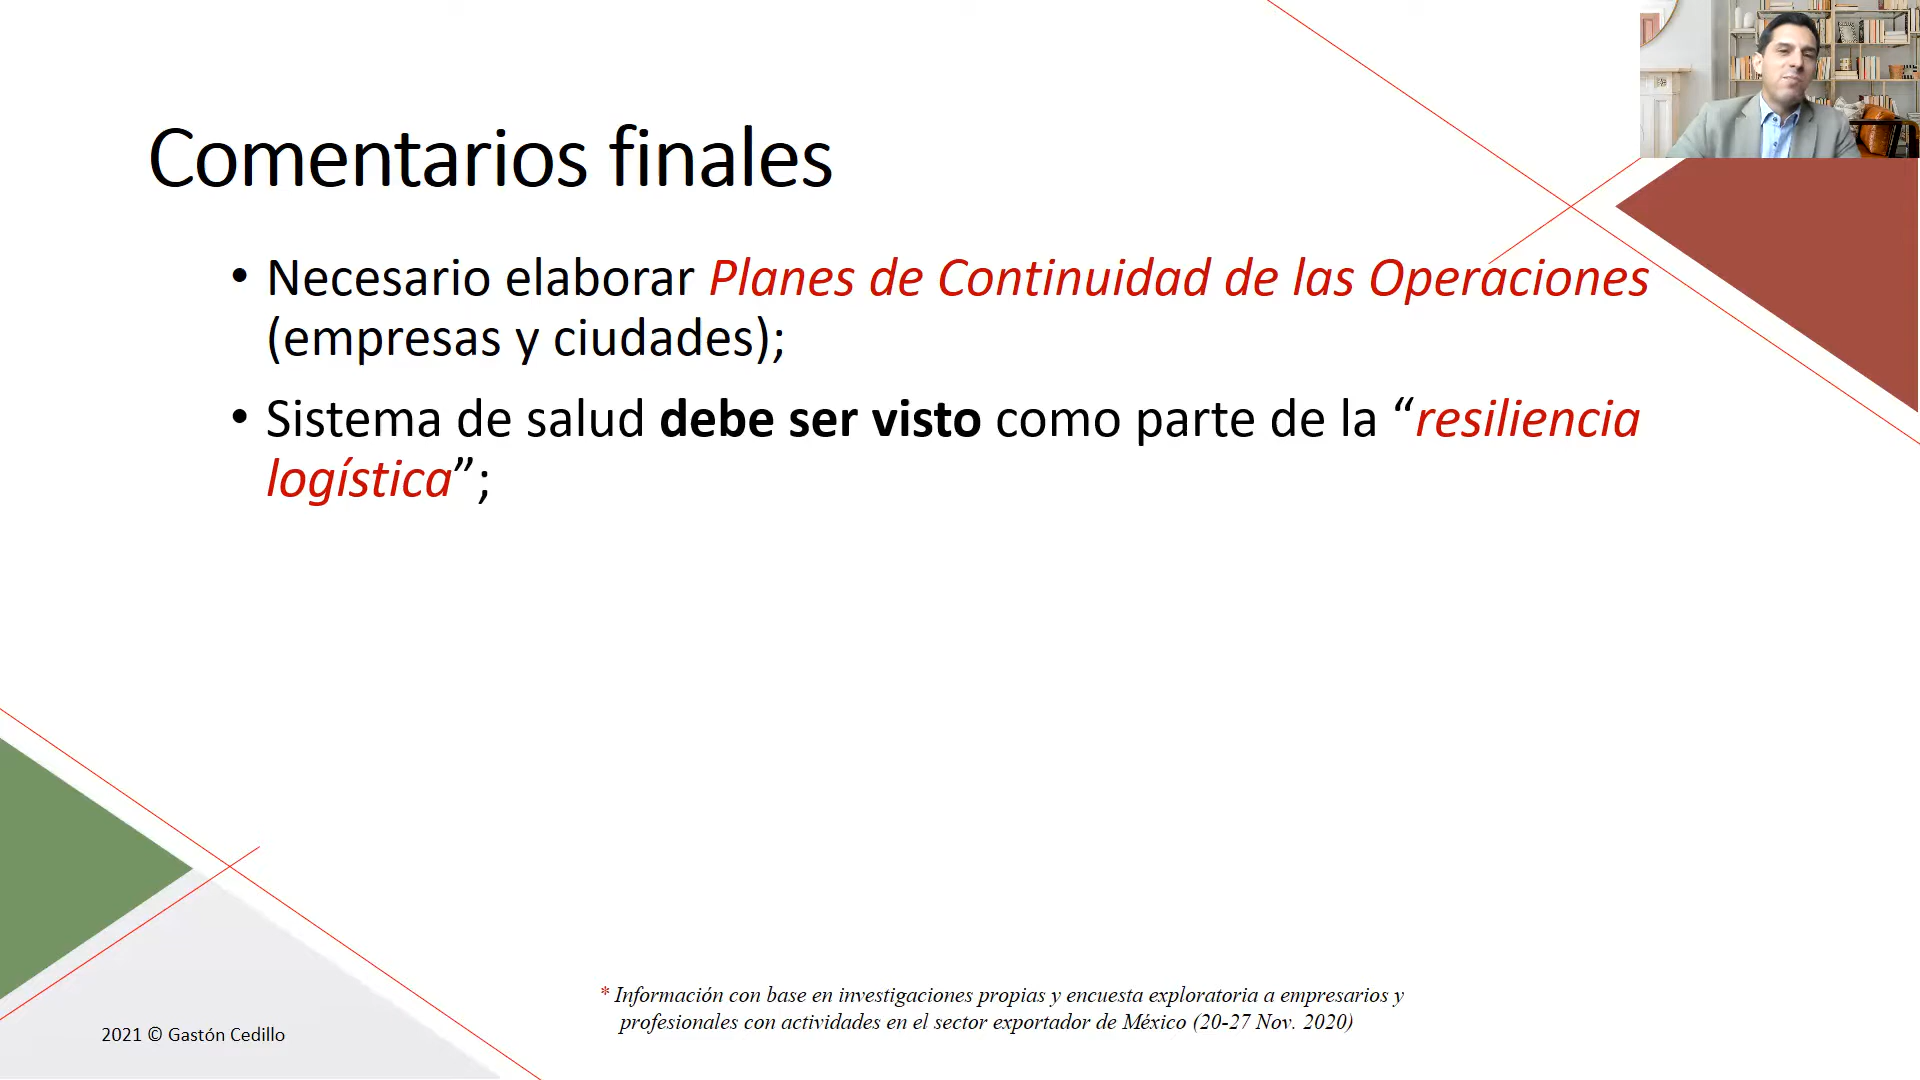 Comentarios finales
• Necesario elaborar Planes de Continuidad de las Operaciones
(empresas y ciudades);
• Sistema de salud debe ser visto como parte de la “resiliencia
logística”;
* Información con base en investigaciones propias y encuesta exploratoria a empresarios y
profesionales con actividades en el sector exportador de México (20-27 Nov. 2020)
2021 © Gastón Cedillo